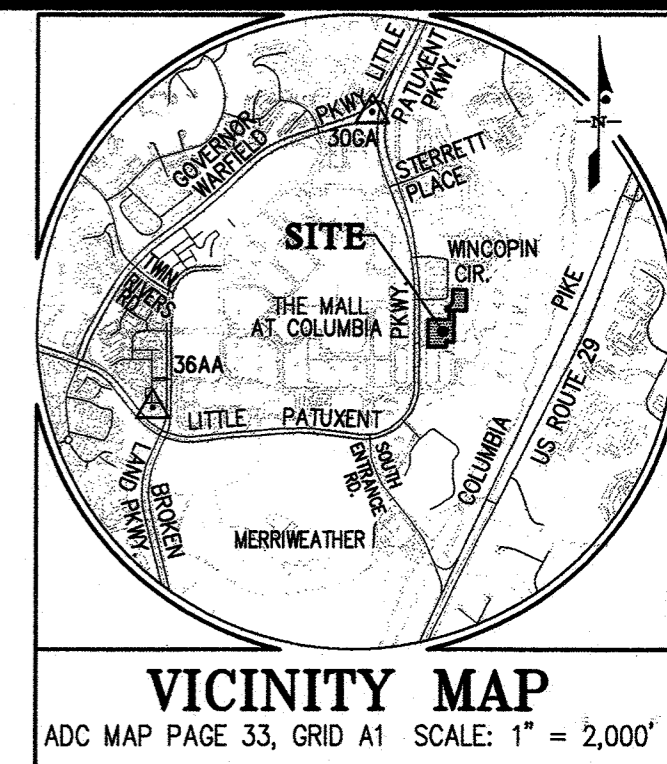 LITTLE
PATUXENT
PKWY.
GOVERNOR
WARFIELD
PKWY
30GA
STERRETT
PLACE
N
SITE
WINCOPIN
CIR.
TWIN
RIVERS
RD.
THE MALL
AT COLUMBIA
PKWY.
PIKE
36AA
US ROUTE 29
LITTLE PATUXENT
COLUMBIA
SOUTH
ENTRANCE
RD.
BROKEN
LAND PKWY.
MERRIWEATHER
VICINITY MAP
ADC MAP PAGE 33, GRID A1 SCALE: 1" = 2,000'